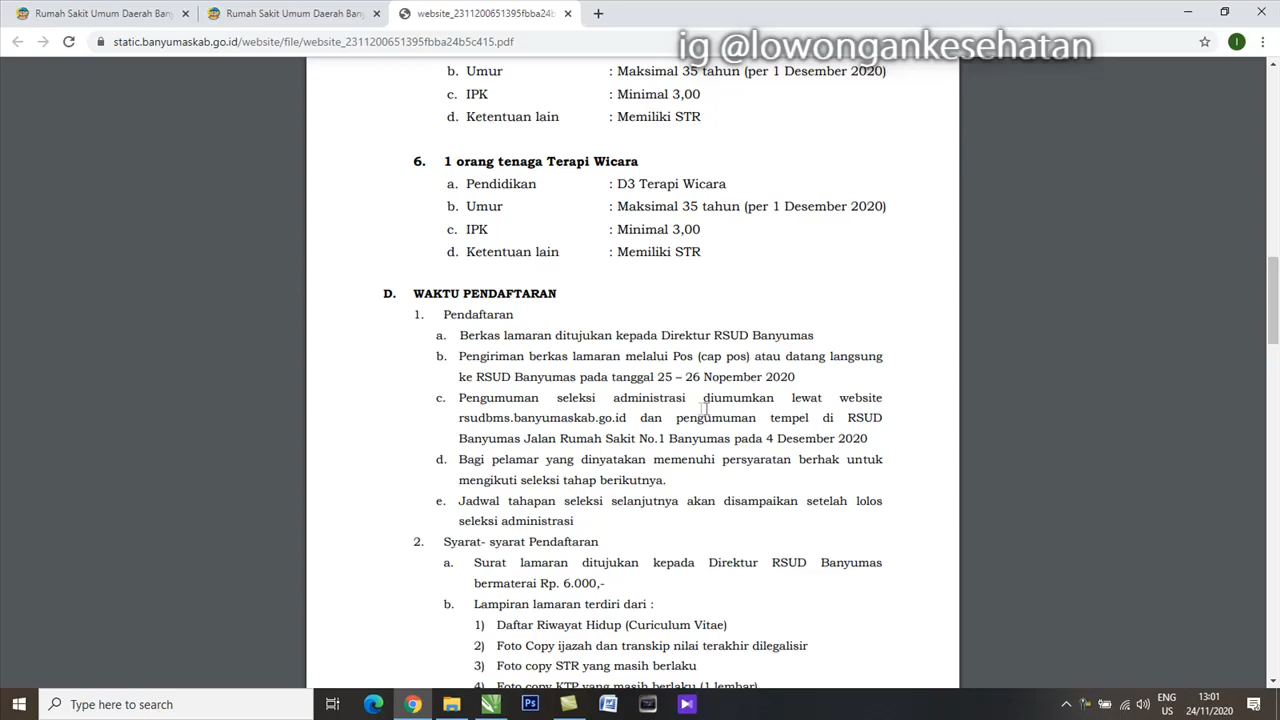 Rumah Sakit Umum Daerah Ban
Rumah Sakit Umum Daerah Ban
website_2311200651395fbba24b
static.banyumaskab.go.id/website/file/website_2311200651395fbba24b5c415.pdf
ig @lowongankesehatan
I
b. Umur : Maksimal 35 tahun (per 1 Desember 2020)
c. IPK : Minimal 3,00
d. Ketentuan lain : Memiliki STR
6. 1 orang tenaga Terapi Wicara
a. Pendidikan : D3 Terapi Wicara
b. Umur : Maksimal 35 tahun (per 1 Desember 2020)
c. IPK : Minimal 3,00
d. Ketentuan lain : Memiliki STR
D. WAKTU PENDAFTARAN
1. Pendaftaran
a. Berkas lamaran ditujukan kepada Direktur RSUD Banyumas
b. Pengiriman berkas lamaran melalui Pos (cap pos) atau datang langsung
ke RSUD Banyumas pada tanggal 25 – 26 Nopember 2020
c. Pengumuman seleksi administrasi diumumkan lewat website
rsudbms.banyumaskab.go.id dan pengumuman tempel di RSUD
Banyumas Jalan Rumah Sakit No.1 Banyumas pada 4 Desember 2020
d. Bagi pelamar yang dinyatakan memenuhi persyaratan berhak untuk
mengikuti seleksi tahap berikutnya.
e. Jadwal tahapan seleksi selanjutnya akan disampaikan setelah lolos
seleksi administrasi
2. Syarat- syarat Pendaftaran
a. Surat lamaran ditujukan kepada Direktur RSUD Banyumas
bermaterai Rp. 6.000,-
b. Lampiran lamaran terdiri dari :
1) Daftar Riwayat Hidup (Curiculum Vitae)
2) Foto Copy ijazah dan transkip nilai terakhir dilegalisir
3) Foto copy STR yang masih berlaku
4) Foto copy KTP yang masih berlaku (1 lembar)
Type here to search
Ps
ENG
US
13:01
24/11/2020